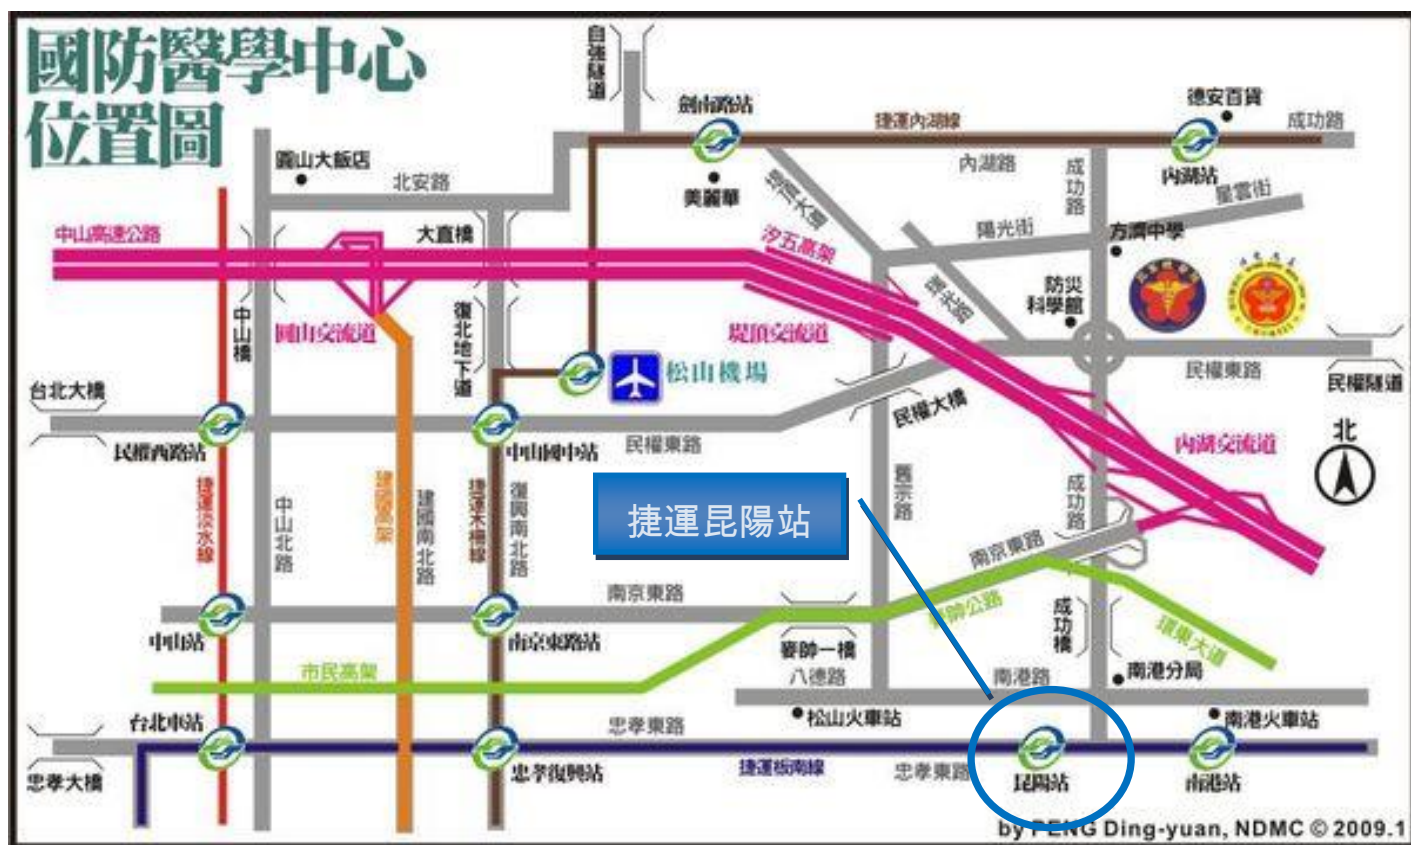 國防醫學中心
位置圖
自強隧道
劍南路站
捷運內湖線
德安百貨
成功路
圓山大飯店
北安路
美麗華
堤頂大道
內湖路
成功路
內湖站
星雲街
中山高速公路
大直橋
汐五高架
陽光街
方濟中學
防災
科學館
中山橋
圓山交流道
復北地下道
堤頂交流道
瑞光路
松山機場
民權東路
民權隧道
台北大橋
民權大橋
民權西路站
中山國中站
民權東路
內湖交流道
北
捷運淡水線
中山北路
建國高架
建國南北路
捷運木柵線
復興南北路
捷運昆陽站
舊宗路
成功路
南京東路
南京東路
麥帥公路
成功橋
環東大道
中山站
南京東路站
麥帥一橋
市民高架
八德路
南港路
南港分局
台北車站
忠孝東路
松山火車站
南港火車站
忠孝大橋
忠孝復興站
捷運板南線
忠孝東路
昆陽站
南港站
by PENG Ding-yuan, NDMC © 2009.1